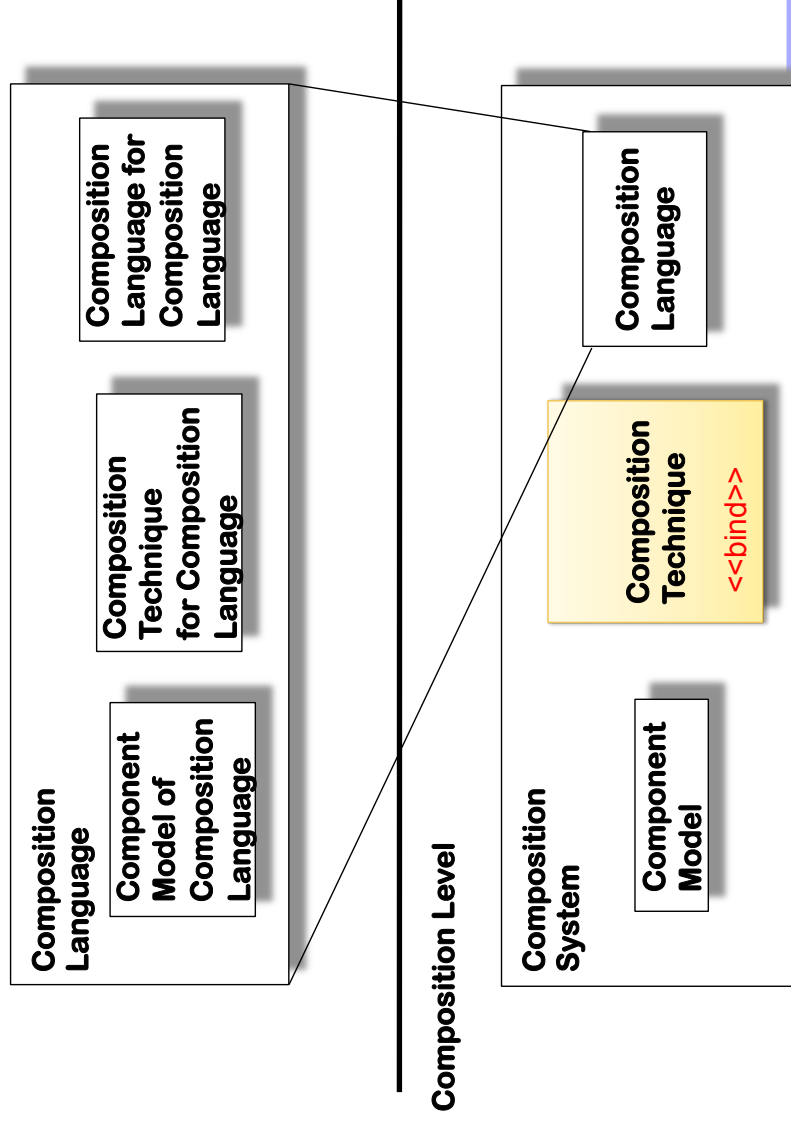 Composition
Language
Component
Model of
Composition
Language
Composition
Technique
for Composition
Language
Composition
Language for
Composition
Language
Composition Level
Composition
System
Component
Model
Composition
Technique
<<bind>>
Composition
Language